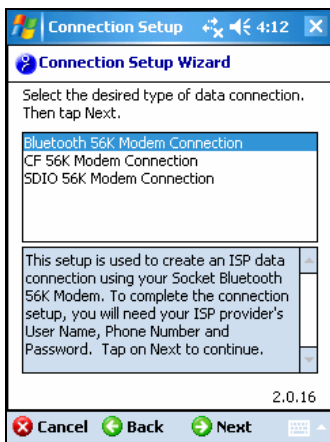 Connection Setup 4:12
Connection Setup Wizard
Select the desired type of data connection.
Then tap Next.
Bluetooth 56K Modem Connection
CF 56K Modem Connection
SDIO 56K Modem Connection
This setup is used to create an ISP data
connection using your Socket Bluetooth
56K Modem. To complete the connection
setup, you will need your ISP provider's
User Name, Phone Number and
Password. Tap on Next to continue.
2.0.16
Cancel Back Next